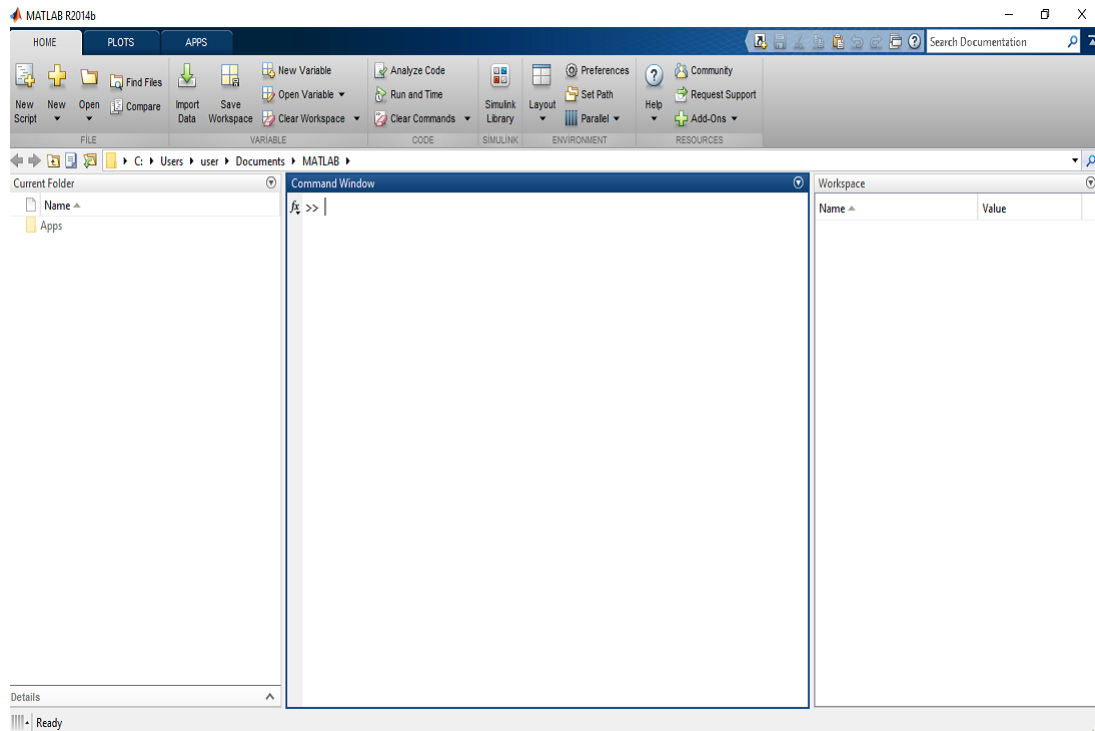 MATLAB R2014b
HOME PLOTS APPS
Search Documentation
New Script
New
Open
Find Files
Compare
FILE
Import Data
Save Workspace
New Variable
Open Variable
Clear Workspace
VARIABLE
Analyze Code
Run and Time
Clear Commands
CODE
Simulink Library
SIMULINK
Layout
Preferences
Set Path
Parallel
ENVIRONMENT
Help
Community
Request Support
Add-Ons
RESOURCES
C: Users user Documents MATLAB
Current Folder
Name
Apps
Details
Command Window
fx >>
Workspace
Name Value
Ready